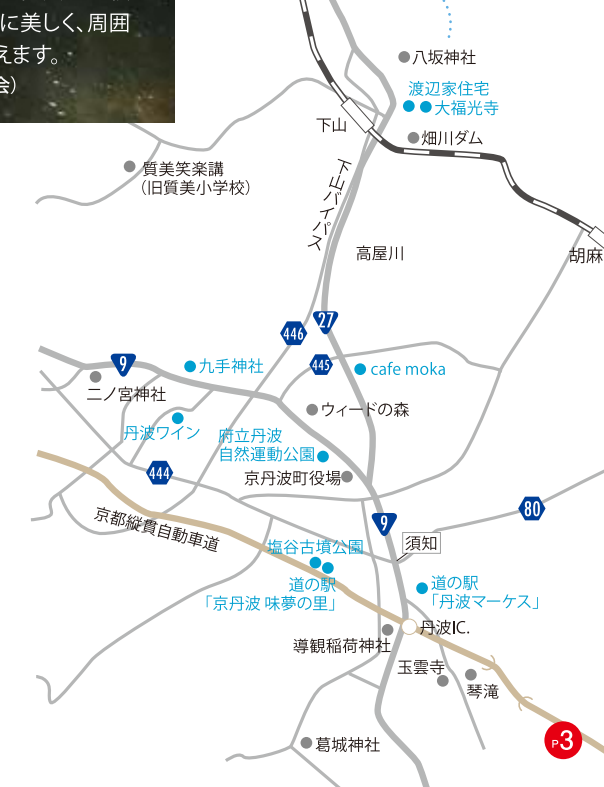 に美しく、周囲
えます。
会）
八坂神社
渡辺家住宅
大福光寺
下山
畑川ダム
質美笑楽講
（旧質美小学校）
下山バイパス
高屋川
胡麻
27
446
445
9
九手神社
cafe moka
二ノ宮神社
ウィードの森
丹波ワイン
府立丹波
自然運動公園
京丹波町役場
444
80
9
京都縦貫自動車道
須知
塩谷古墳公園
道の駅
「京丹波 味夢の里」
道の駅
「丹波マーケス」
丹波IC.
導観稲荷神社
玉雲寺
琴滝
葛城神社
P3